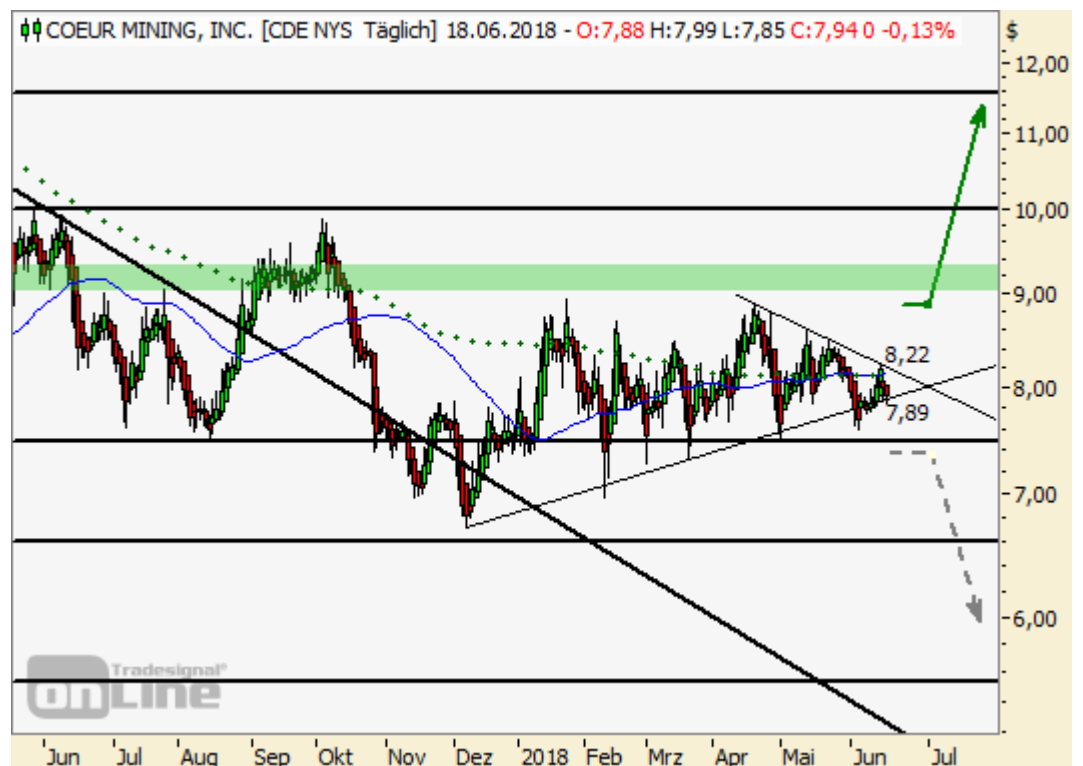 COEUR MINING, INC. [CDE NYS Täglich] 18.06.2018 - O:7,88 H:7,99 L:7,85 C:7,94 0 -0,13%
$
12,00
11,00
10,00
9,00
8,22
8,00
7,89
7,00
6,00
Tradesignal®
onLine
Jun Jul Aug Sep Okt Nov Dez 2018 Feb Mrz Apr Mai Jun Jul